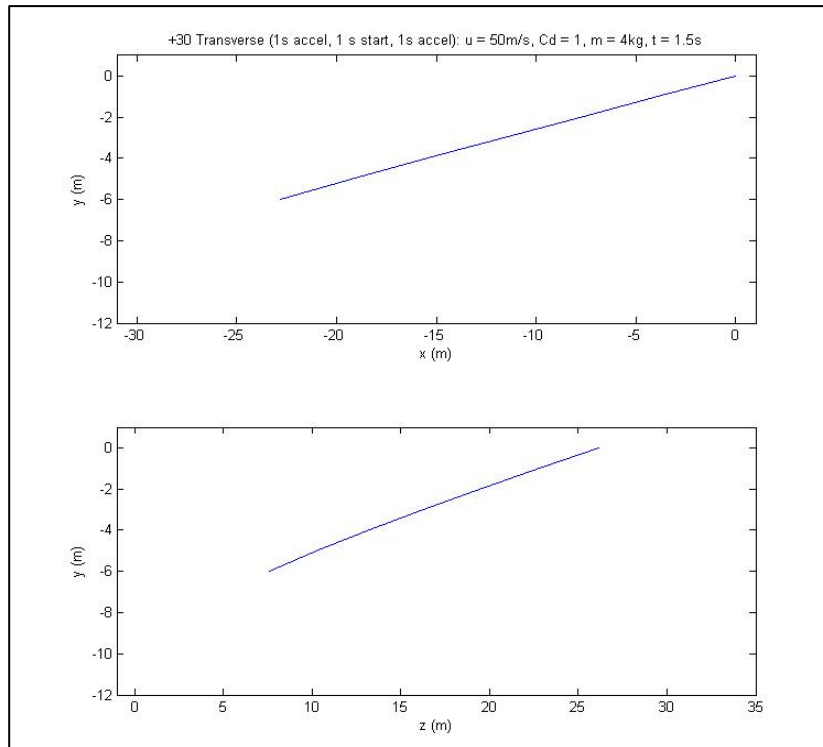 +30 Transverse (1s accel, 1 s start, 1s accel): u = 50m/s, Cd = 1, m = 4kg, t = 1.5s
0
-2
-4
-6
-8
-10
-12
y (m)
-30 -25 -20 -15 -10 -5 0
x (m)
0
-2
-4
-6
-8
-10
-12
y (m)
0 5 10 15 20 25 30 35
z (m)